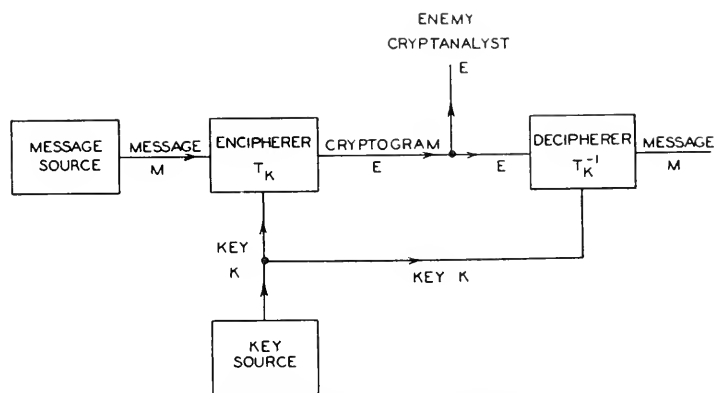 ENEMY
CRYPTANALYST
E
MESSAGE
SOURCE
MESSAGE
M
ENCIPHERER
T_K
CRYPTOGRAM
E
E
DECIPHERER
T_K^-1
MESSAGE
M
KEY
K
KEY K
KEY
SOURCE